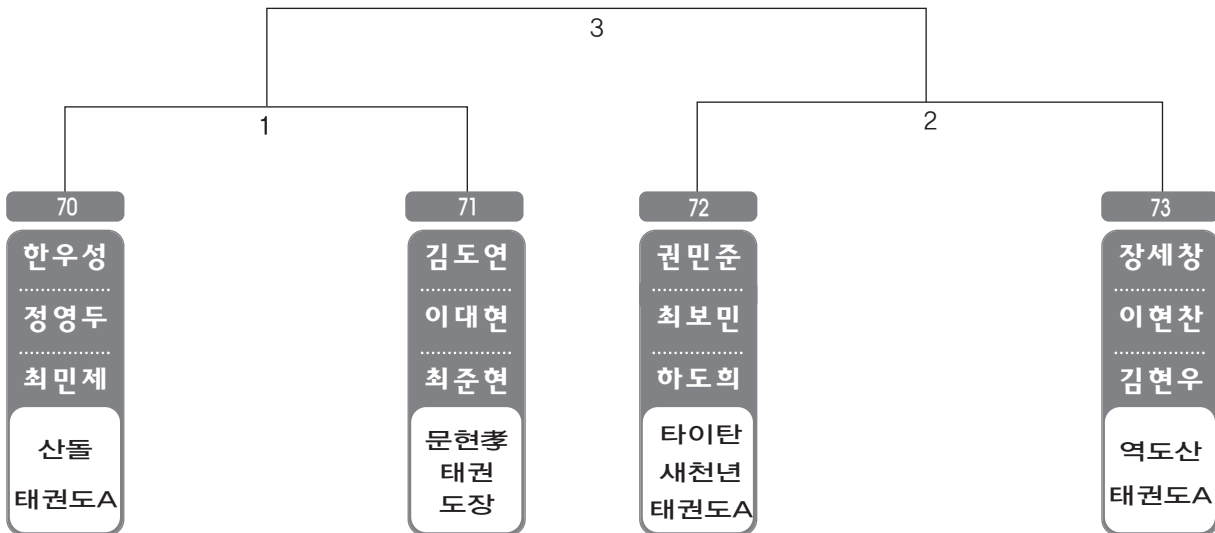 3
1
2
70
한우성
정영두
최민제
산돌
태권도A
71
김도연
이대현
최준현
문현孝
태권
도장
72
권민준
최보민
하도희
타이탄
새천년
태권도A
73
장세창
이현찬
김현우
역도산
태권도A